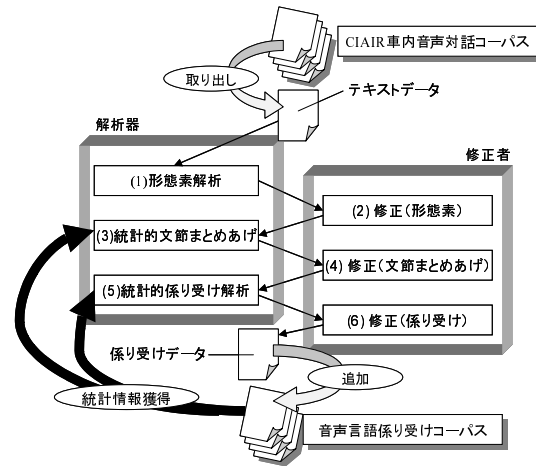 CIAIR車内音声対話コーパス
取り出し
テキストデータ
解析器
修正者
(1)形態素解析
(2) 修正(形態素)
(3)統計的文節まとめあげ
(4) 修正(文節まとめあげ)
(5)統計的係り受け解析
(6) 修正(係り受け)
係り受けデータ
追加
統計情報獲得
音声言語係り受けコーパス